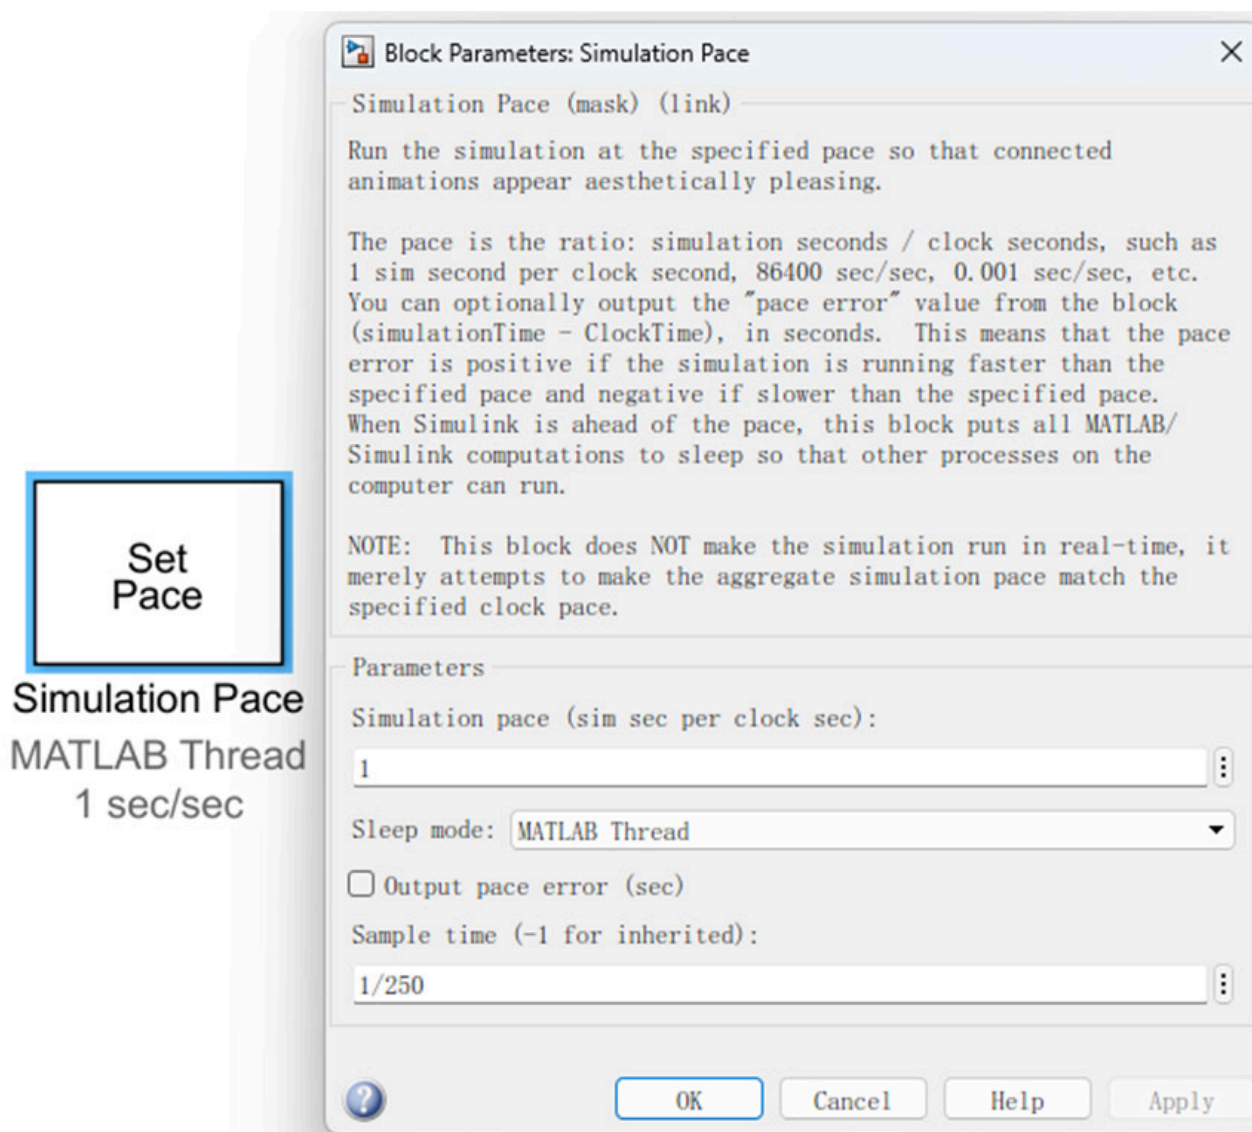 Block Parameters: Simulation Pace
Simulation Pace (mask) (link)
Run the simulation at the specified pace so that connected
animations appear aesthetically pleasing.
The pace is the ratio: simulation seconds / clock seconds, such as
1 sim second per clock second, 86400 sec/sec, 0.001 sec/sec, etc.
You can optionally output the "pace error" value from the block
(simulationTime - ClockTime), in seconds.  This means that the pace
error is positive if the simulation is running faster than the
specified pace and negative if slower than the specified pace.
When Simulink is ahead of the pace, this block puts all MATLAB/
Simulink computations to sleep so that other processes on the
computer can run.
NOTE:  This block does NOT make the simulation run in real-time, it
merely attempts to make the aggregate simulation pace match the
specified clock pace.
Set
Pace
Simulation Pace
MATLAB Thread
1 sec/sec
Parameters
Simulation pace (sim sec per clock sec):
1
Sleep mode: MATLAB Thread
Output pace error (sec)
Sample time (-1 for inherited):
1/250
? OK Cancel Help Apply